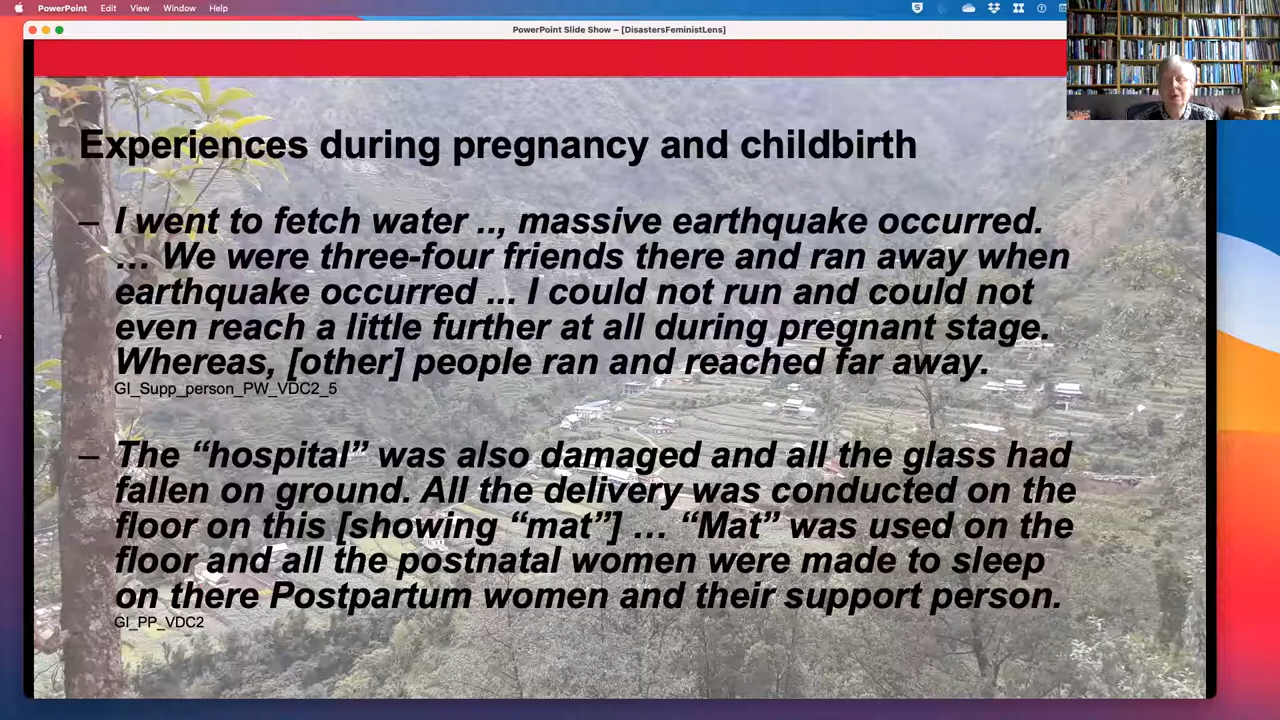 PowerPoint Edit View Window Help
PowerPoint Slide Show – [DisastersFeministLens]
Experiences during pregnancy and childbirth
– I went to fetch water .., massive earthquake occurred.
... We were three-four friends there and ran away when
earthquake occurred ... I could not run and could not
even reach a little further at all during pregnant stage.
Whereas, [other] people ran and reached far away.
GI_Supp_person_PW_VDC2_5
– The “hospital” was also damaged and all the glass had
fallen on ground. All the delivery was conducted on the
floor on this [showing “mat”] ... “Mat” was used on the
floor and all the postnatal women were made to sleep
on there Postpartum women and their support person.
GI_PP_VDC2